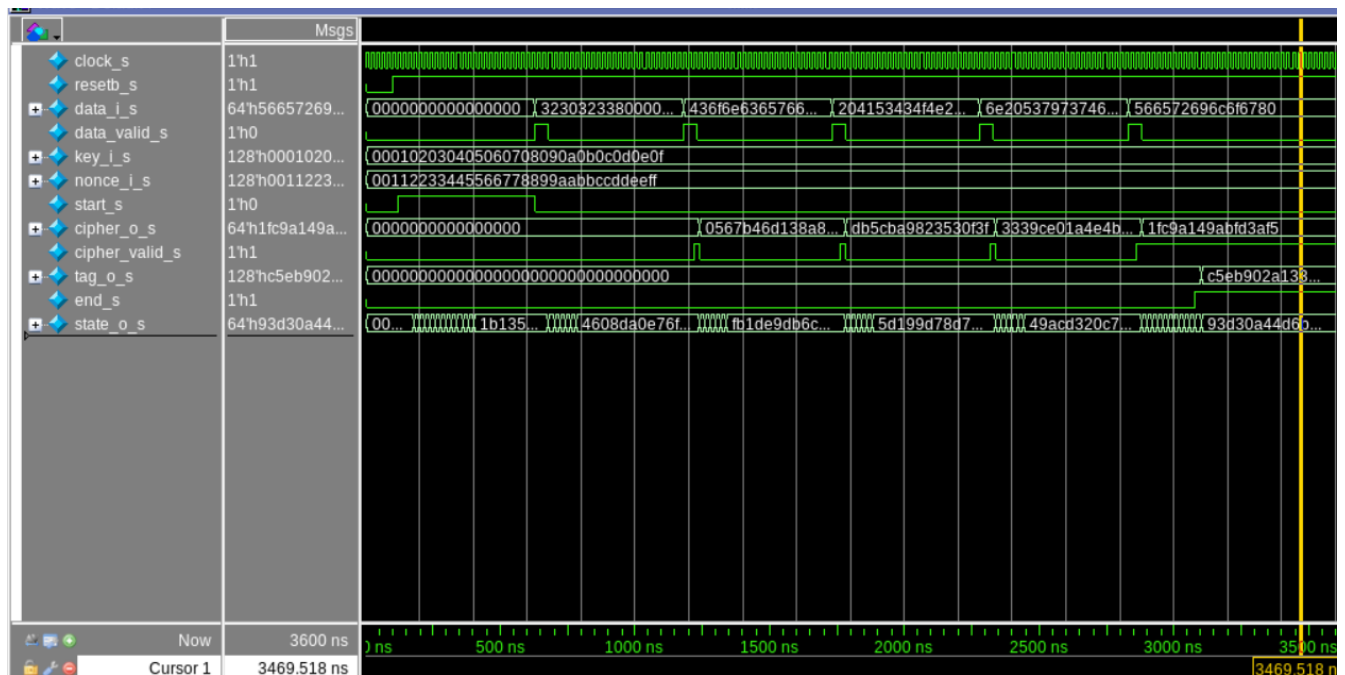 Msgs
clock_s 1'h1
resetb_s 1'h1
data_i_s 64'h56657269... 0000000000000000 3230323380000... 436f6e6365766... 204153434f4e2... 6e20537973746... 566572696c6f6780
data_valid_s 1'h0
key_i_s 128'h0001020... 000102030405060708090a0b0c0d0e0f
nonce_i_s 128'h0011223... 00112233445566778899aabbccddeeff
start_s 1'h0
cipher_o_s 64'h1fc9a149a... 0000000000000000 0567b46d138a8... db5cba9823530f3f 3339ce01a4e4b... 1fc9a149abfd3af5
cipher_valid_s 1'h1
tag_o_s 128'hc5eb902... 00000000000000000000000000000000 c5eb902a138...
end_s 1'h1
state_o_s 64'h93d30a44... 00... 1b135... 4608da0e76f... fb1de9db6c... 5d199d78d7... 49acd320c7... 93d30a44d6b...
Now 3600 ns ns 500 ns 1000 ns 1500 ns 2000 ns 2500 ns 3000 ns 3500 ns
Cursor 1 3469.518 ns 3469.518 n